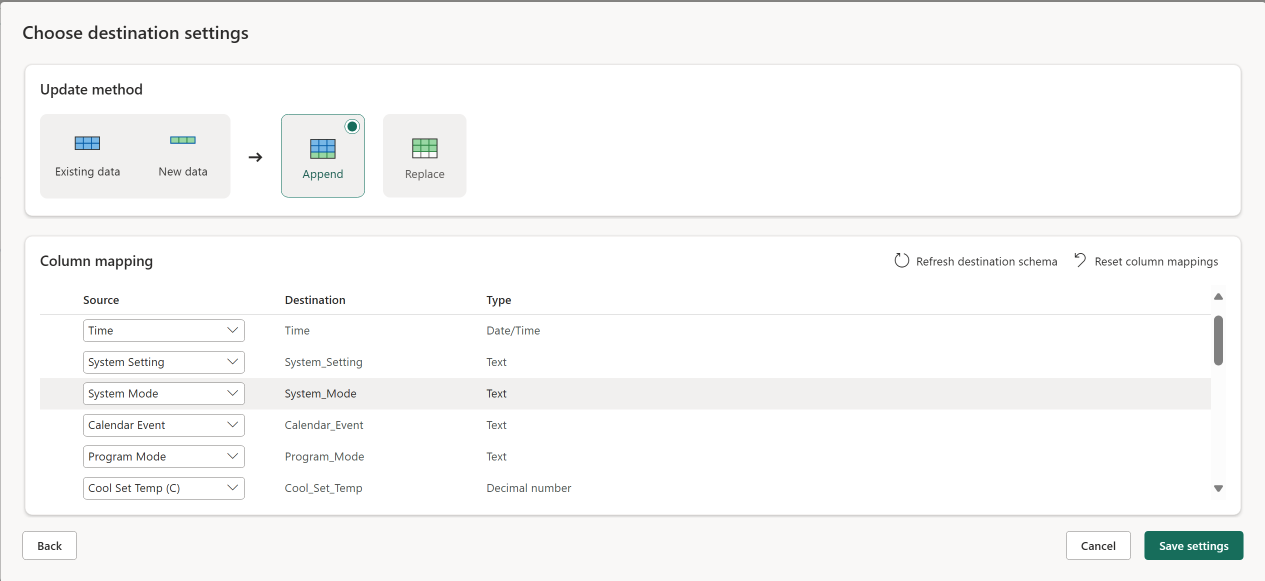 Choose destination settings
Update method
Existing data New data Append Replace
Column mapping Refresh destination schema Reset column mappings
Source Destination Type
Time Time Date/Time
System Setting System_Setting Text
System Mode System_Mode Text
Calendar Event Calendar_Event Text
Program Mode Program_Mode Text
Cool Set Temp (C) Cool_Set_Temp Decimal number
Back Cancel Save settings